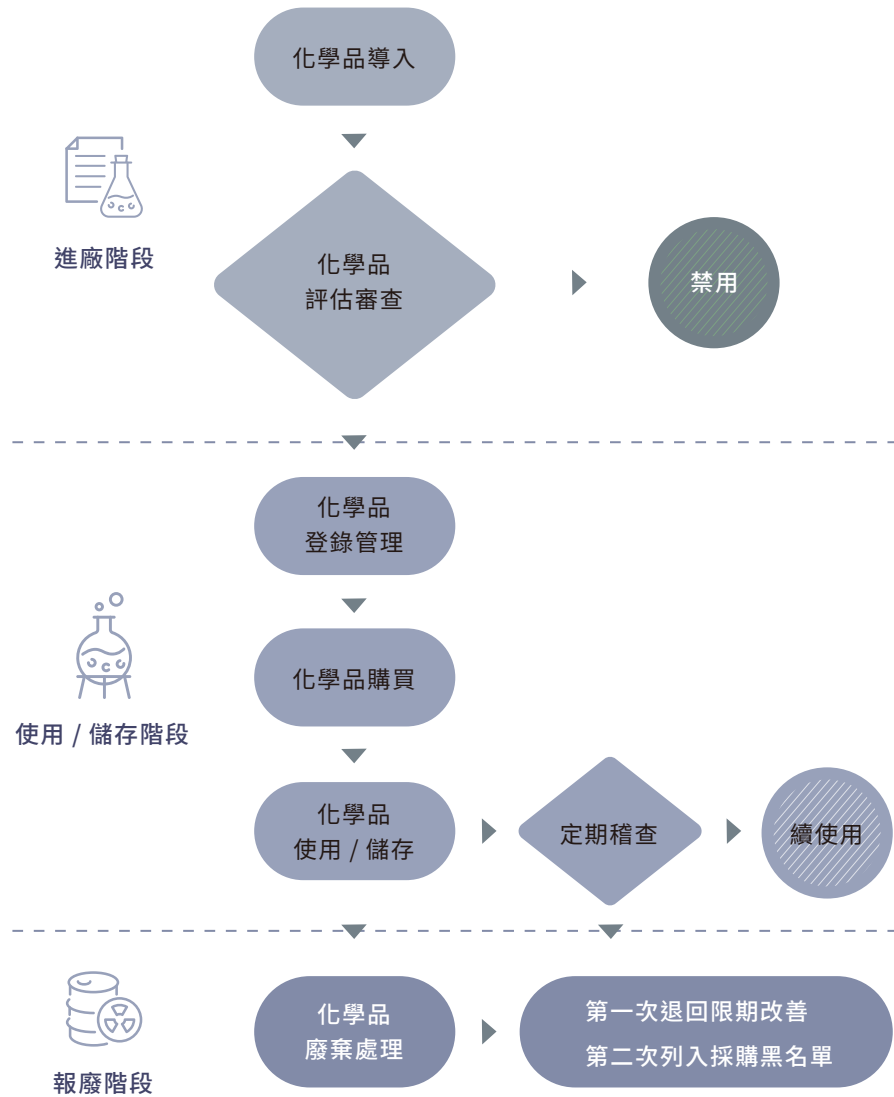 化學品導入
進廠階段
化學品
評估審查
禁用
化學品
登錄管理
化學品購買
使用 / 儲存階段
化學品
使用 / 儲存
定期稽查
續使用
報廢階段
化學品
廢棄處理
第一次退回限期改善
第二次列入採購黑名單